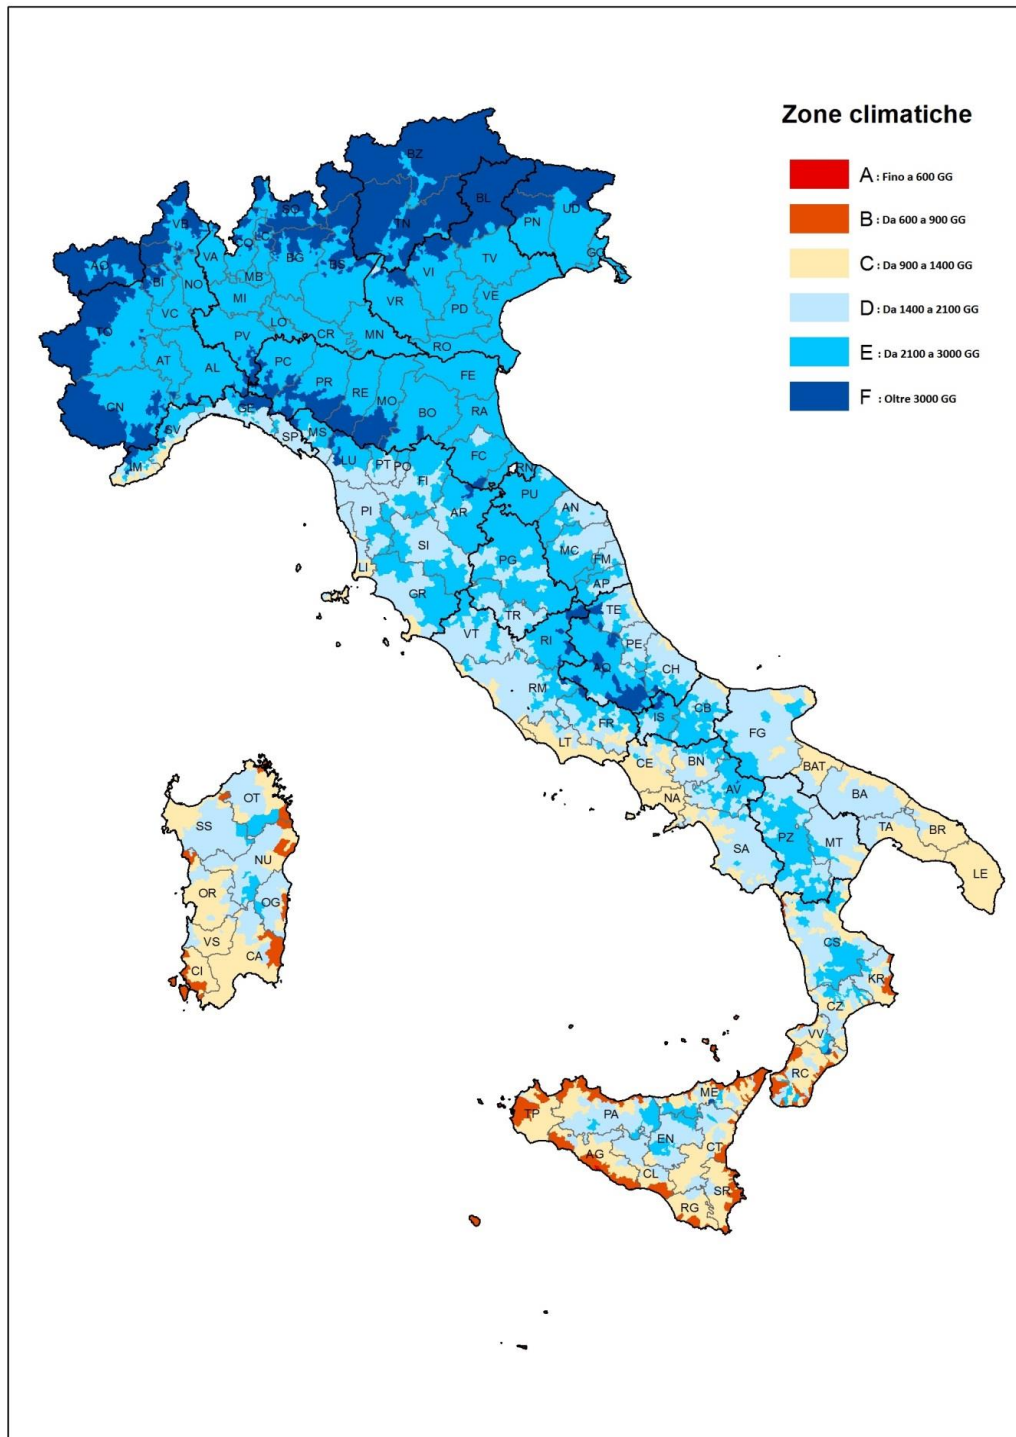 Zone climatiche
A : Fino a 600 GG
B : Da 600 a 900 GG
C : Da 900 a 1400 GG
D : Da 1400 a 2100 GG
E : Da 2100 a 3000 GG
F : Oltre 3000 GG
BZ
BL
UD
PN
TN
SO
VB
AO
VA
CO
LC
BG
BS
VI
TV
GO
BI
NO
MB
MI
VR
VE
PD
TO
VC
LO
CR
MN
RO
PV
AT
AL
PC
PR
RE
MO
FE
BO
RA
CN
GE
SV
SP
MS
IM
LU
PT
PO
FC
RN
FI
PU
AN
PI
AR
SI
MC
FM
PG
LI
GR
AP
TE
TR
VT
RI
PE
AQ
CH
RM
FR
IS
CB
FG
LT
CE
BN
BAT
BA
NA
AV
PZ
MT
TA
BR
SA
LE
OT
SS
NU
OR
OG
VS
CA
CI
CS
KR
CZ
VV
RC
ME
TP
PA
EN
CT
AG
CL
SR
RG